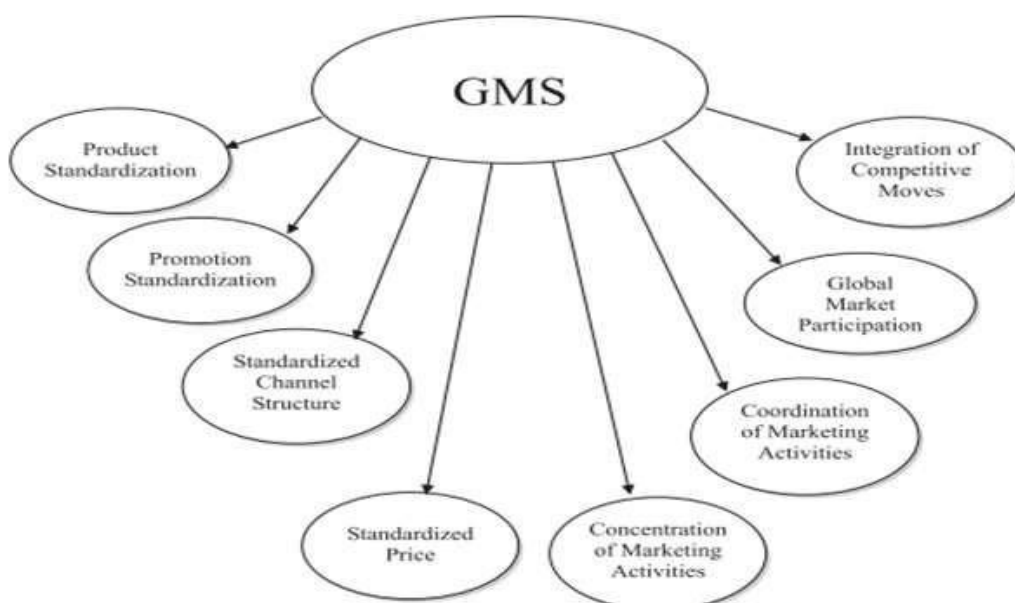 GMS
Product
Standardization
Promotion
Standardization
Standardized
Channel
Structure
Standardized
Price
Concentration
of Marketing
Activities
Coordination
of Marketing
Activities
Global
Market
Participation
Integration of
Competitive
Moves